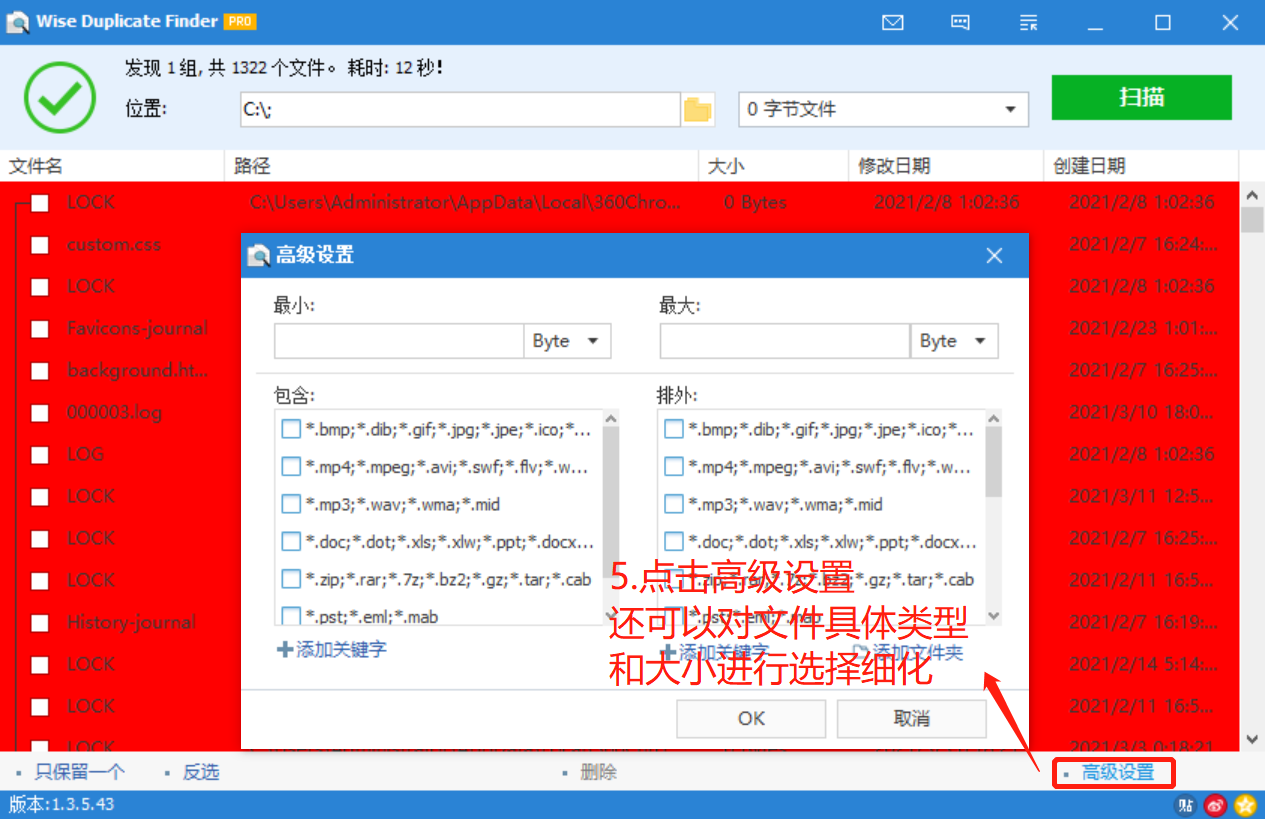 Wise Duplicate Finder PRO
发现 1组, 共 1322 个文件。 耗时: 12 秒!
位置: C:\; 0 字节文件 扫描
文件名 路径 大小 修改日期 创建日期
LOCK C:\Users\Administrator\AppData\Local\360Chro... 0 Bytes 2021/2/8 1:02:36 2021/2/8 1:02:36
custom.css 2021/2/7 16:24:...
LOCK 2021/2/8 1:02:36
Favicons-journal 2021/2/23 1:01:...
background.ht... 2021/2/7 16:25:...
000003.log 2021/3/10 18:0...
LOG 2021/2/8 1:02:36
LOCK 2021/3/11 12:5...
LOCK 2021/2/7 16:25:...
LOCK 2021/2/11 16:5...
History-journal 2021/2/7 16:19:...
LOCK 2021/2/14 5:14:...
LOCK 2021/2/11 16:5...
LOCK 2021/3/3 0:18:21
高级设置
最小: 最大:
Byte Byte
包含: 排外:
*.bmp;*.dib;*.gif;*.jpg;*.jpe;*.ico;*... *.bmp;*.dib;*.gif;*.jpg;*.jpe;*.ico;*...
*.mp4;*.mpeg;*.avi;*.swf;*.flv;*.w... *.mp4;*.mpeg;*.avi;*.swf;*.flv;*.w...
*.mp3;*.wav;*.wma;*.mid *.mp3;*.wav;*.wma;*.mid
*.doc;*.dot;*.xls;*.xlw;*.ppt;*.docx... *.doc;*.dot;*.xls;*.xlw;*.ppt;*.docx...
*.zip;*.rar;*.7z;*.bz2;*.gz;*.tar;*.cab *.zip;*.rar;*.7z;*.bz2;*.gz;*.tar;*.cab
*.pst;*.eml;*.mab *.pst;*.eml;*.mab
添加关键字 添加关键字 添加文件夹
5.点击高级设置
还可以对文件具体类型
和大小进行选择细化
OK 取消
只保留一个 反选 删除 高级设置
版本:1.3.5.43 贴